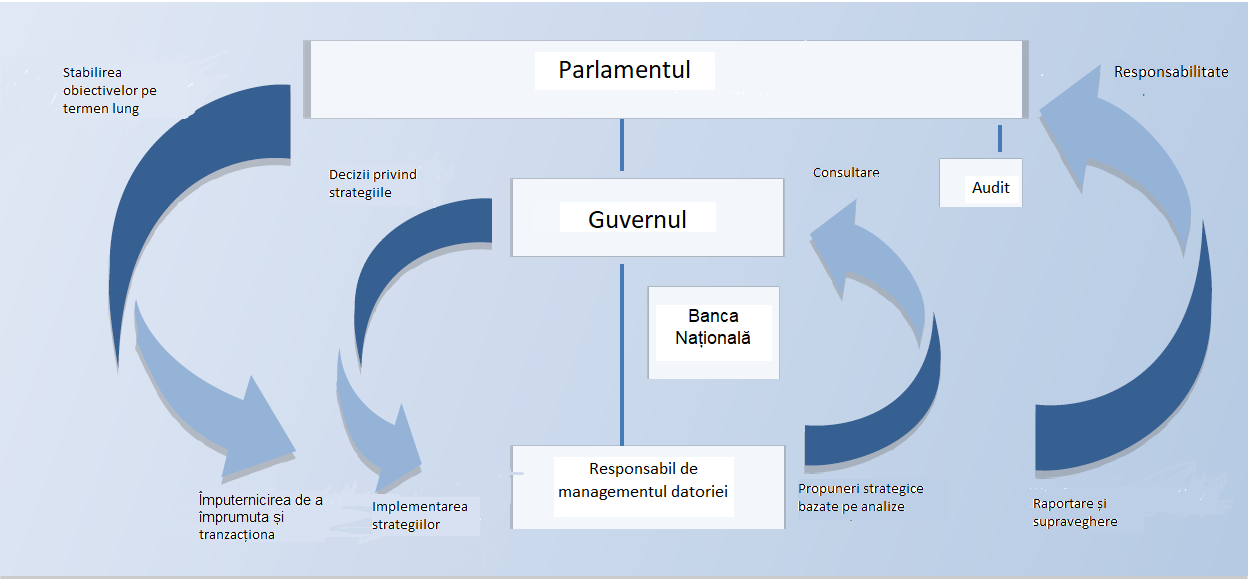 Parlamentul
Stabilirea
obiectivelor pe
termen lung
Responsabilitate
Decizii privind
strategiile
Consultare
Audit
Guvernul
Banca
Națională
Responsabil de
managementul datoriei
Împuternicirea de a
împrumuta și
tranzacționa
Implementarea
strategiilor
Propuneri strategice
bazate pe analize
Raportare și
supraveghere